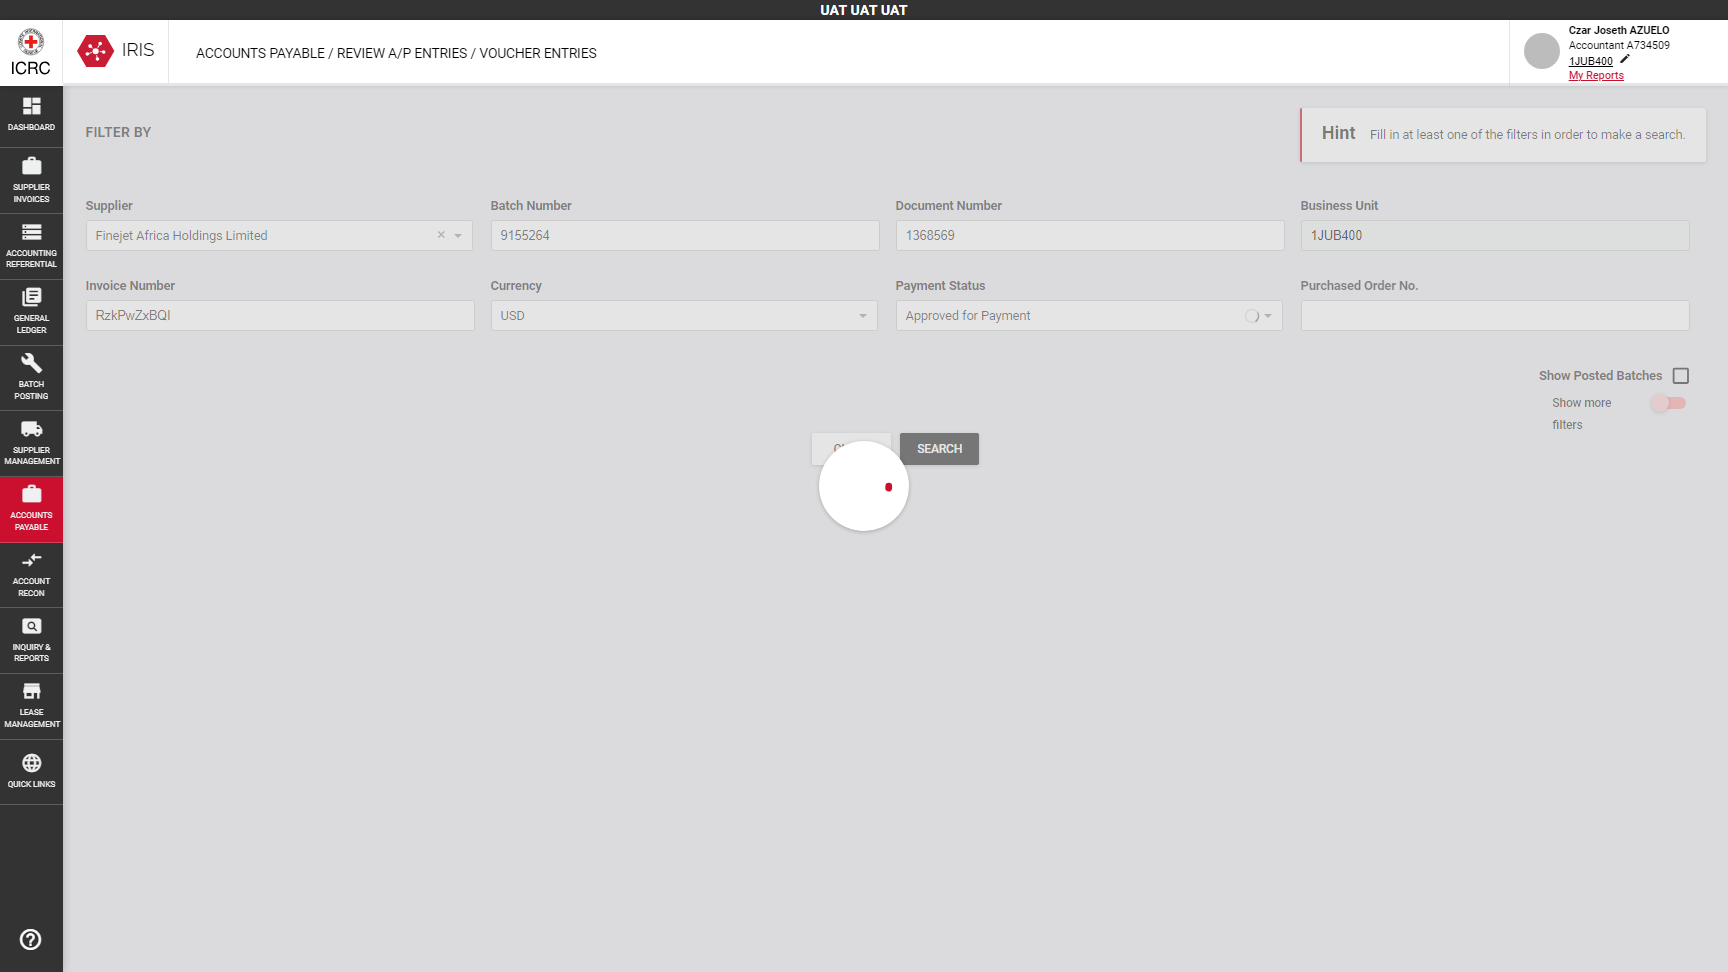 UAT UAT UAT
ICRC
IRIS
ACCOUNTS PAYABLE / REVIEW A/P ENTRIES / VOUCHER ENTRIES
Czar Joseth AZUELO
Accountant A734509
1JUB400
My Reports
DASHBOARD
SUPPLIER
INVOICES
ACCOUNTING
REFERENTIAL
GENERAL
LEDGER
BATCH
POSTING
SUPPLIER
MANAGEMENT
ACCOUNTS
PAYABLE
ACCOUNT
RECON
INQUIRY &
REPORTS
LEASE
MANAGEMENT
QUICK LINKS
FILTER BY
Hint Fill in at least one of the filters in order to make a search.
Supplier
Batch Number
Document Number
Business Unit
Finejet Africa Holdings Limited
9155264
1368569
1JUB400
Invoice Number
Currency
Payment Status
Purchased Order No.
RzkPwZxBQI
USD
Approved for Payment
Show Posted Batches
Show more
filters
SEARCH